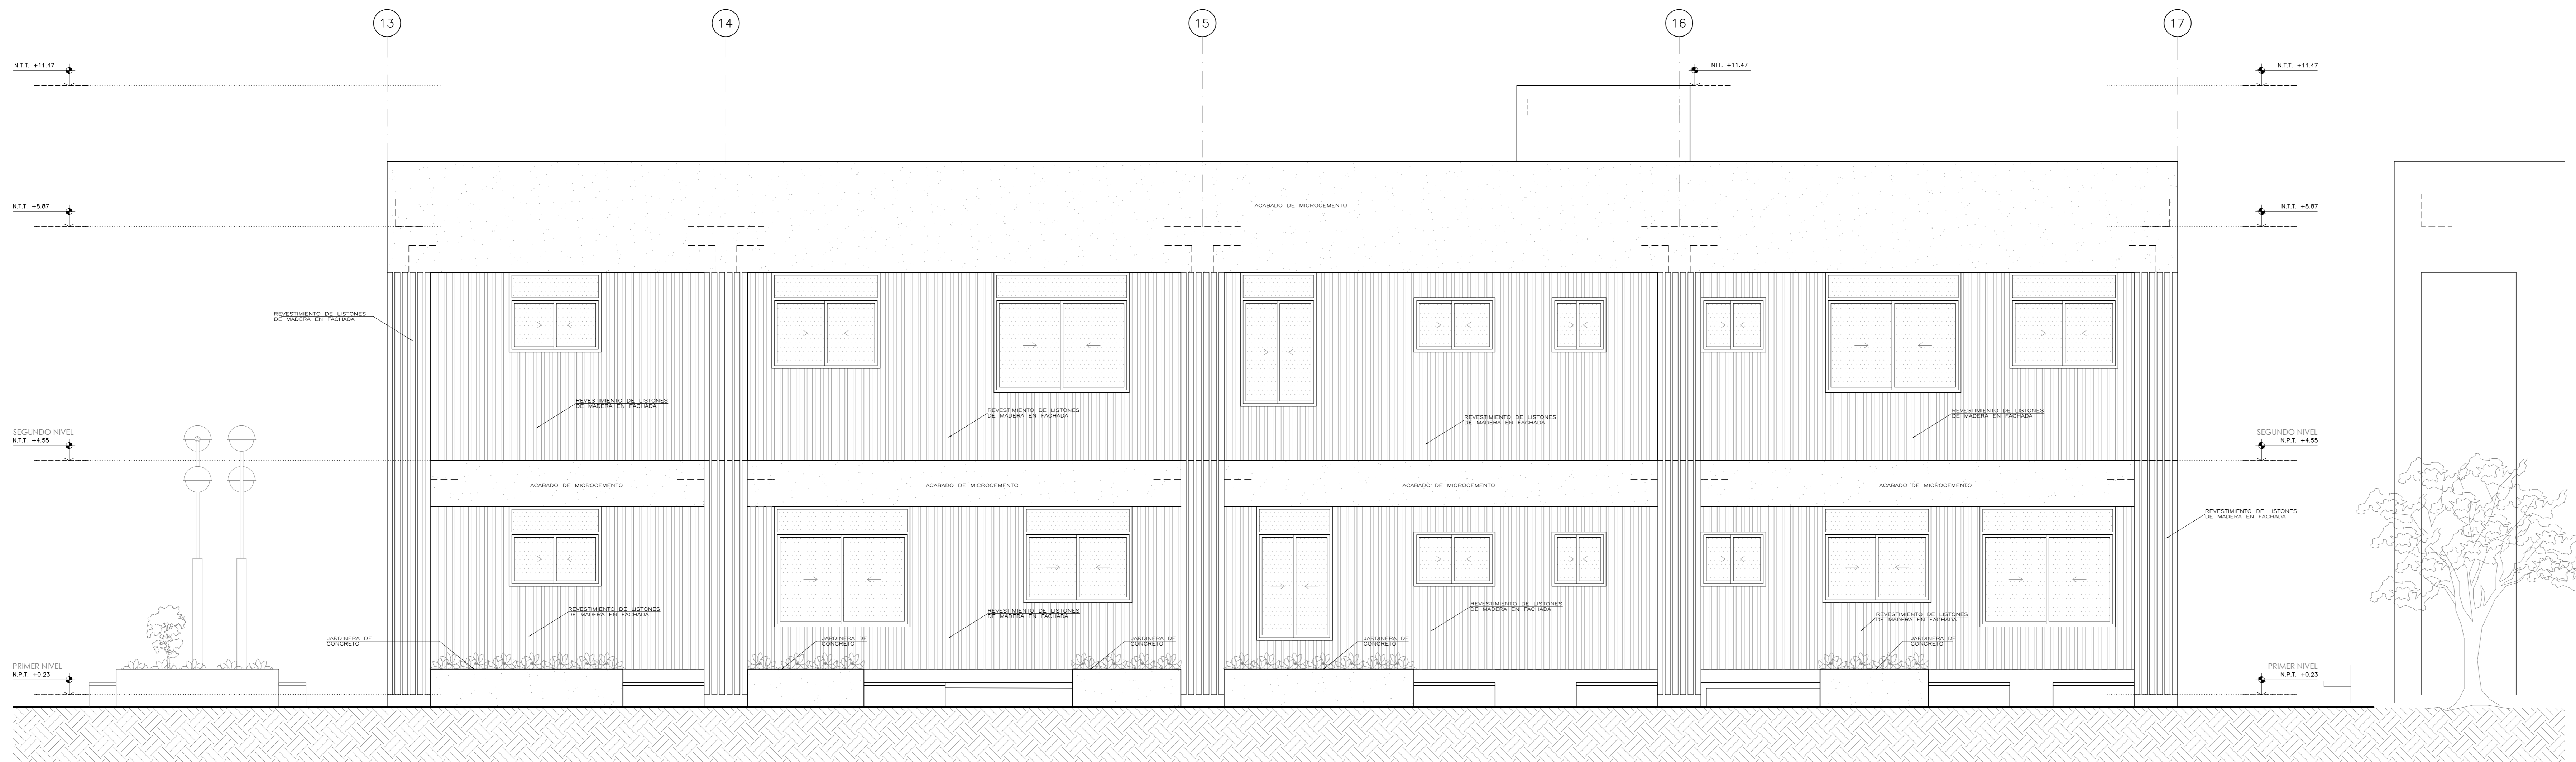 13
14
15
16
17
N.T.T. +11.47
NTT. +11.47
N.T.T. +11.47
N.T.T. +8.87
ACABADO DE MICROCEMENTO
N.T.T. +8.87
REVESTIMIENTO DE LISTONES
DE MADERA EN FACHADA
REVESTIMIENTO DE LISTONES
DE MADERA EN FACHADA
REVESTIMIENTO DE LISTONES
DE MADERA EN FACHADA
REVESTIMIENTO DE LISTONES
DE MADERA EN FACHADA
REVESTIMIENTO DE LISTONES
DE MADERA EN FACHADA
SEGUNDO NIVEL
N.T.T. +4.55
SEGUNDO NIVEL
N.P.T. +4.55
ACABADO DE MICROCEMENTO
ACABADO DE MICROCEMENTO
ACABADO DE MICROCEMENTO
ACABADO DE MICROCEMENTO
REVESTIMIENTO DE LISTONES
DE MADERA EN FACHADA
REVESTIMIENTO DE LISTONES
DE MADERA EN FACHADA
REVESTIMIENTO DE LISTONES
DE MADERA EN FACHADA
REVESTIMIENTO DE LISTONES
DE MADERA EN FACHADA
REVESTIMIENTO DE LISTONES
DE MADERA EN FACHADA
JARDINERA DE
CONCRETO
JARDINERA DE
CONCRETO
JARDINERA DE
CONCRETO
JARDINERA DE
CONCRETO
JARDINERA DE
CONCRETO
PRIMER NIVEL
N.P.T. +0.23
PRIMER NIVEL
N.P.T. +0.23